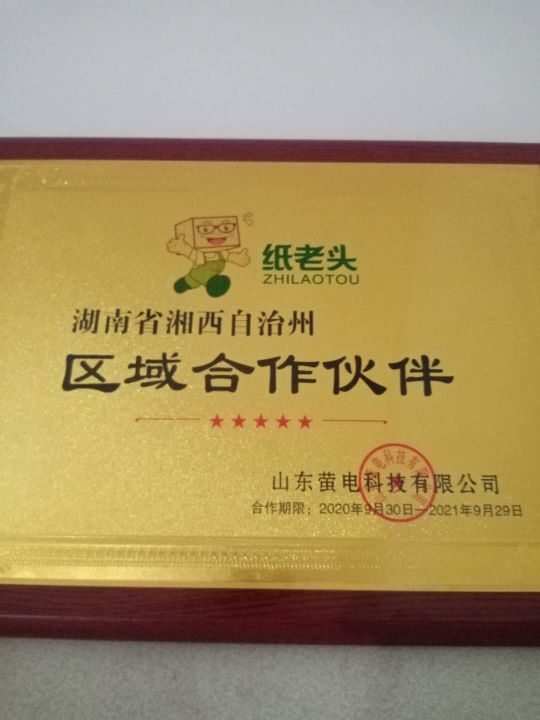 纸老头
ZHILAOTOU
湖南省湘西自治州
区域合作伙伴
山东萤电科技有限公司
合作期限：2020年9月30日—2021年9月29日